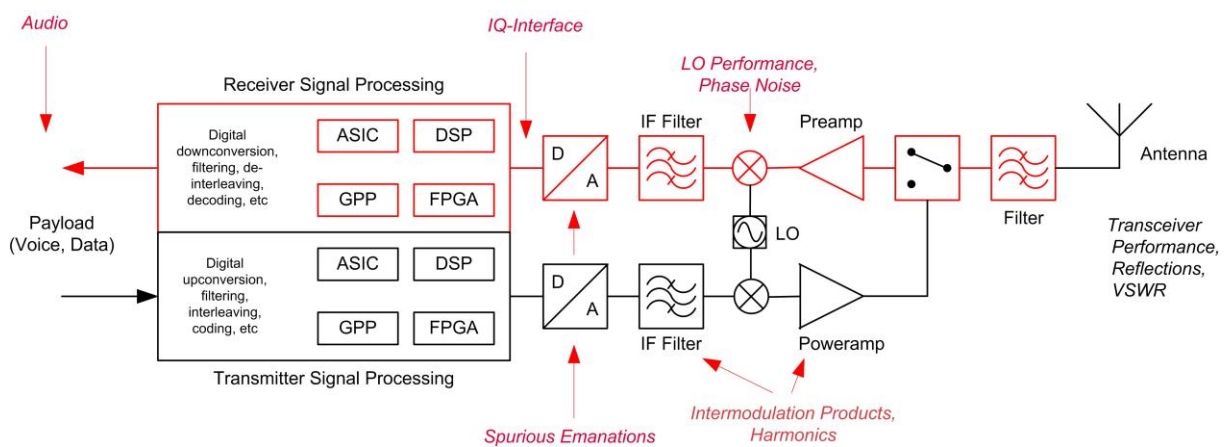 Audio
IQ-Interface
LO Performance,
Phase Noise
Receiver Signal Processing
IF Filter
Preamp
Digital
downconversion,
filtering, de-
interleaving,
decoding, etc
ASIC
DSP
GPP
FPGA
D
A
Antenna
Filter
Payload
(Voice, Data)
LO
Transceiver
Performance,
Reflections,
VSWR
Digital
upconversion,
filtering,
interleaving,
coding, etc
ASIC
DSP
GPP
FPGA
D
A
IF Filter
Poweramp
Transmitter Signal Processing
Spurious Emanations
Intermodulation Products,
Harmonics